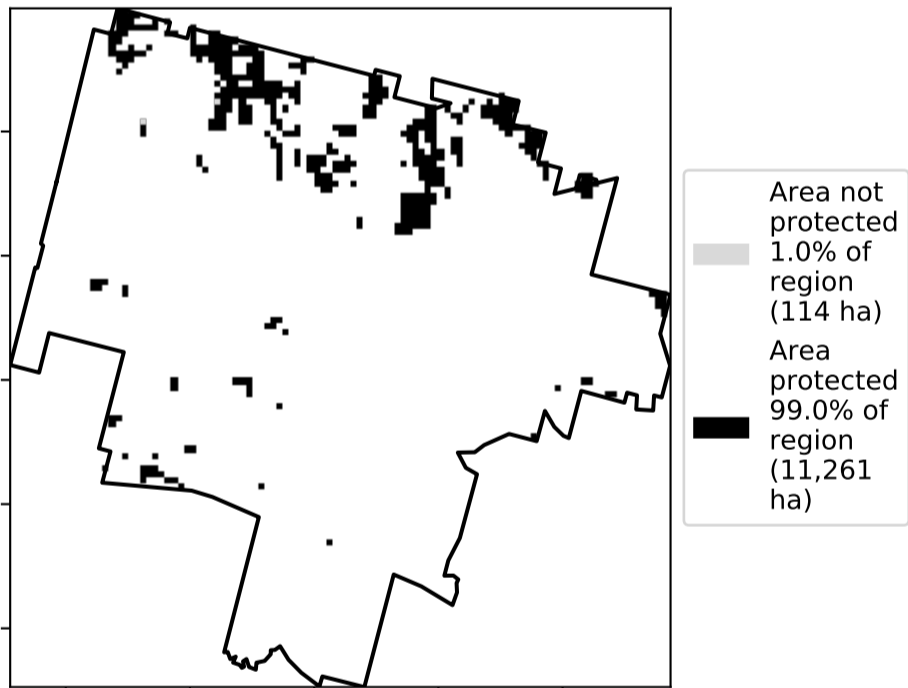 Area not
protected
1.0% of
region
(114 ha)
Area
protected
99.0% of
region
(11,261
ha)